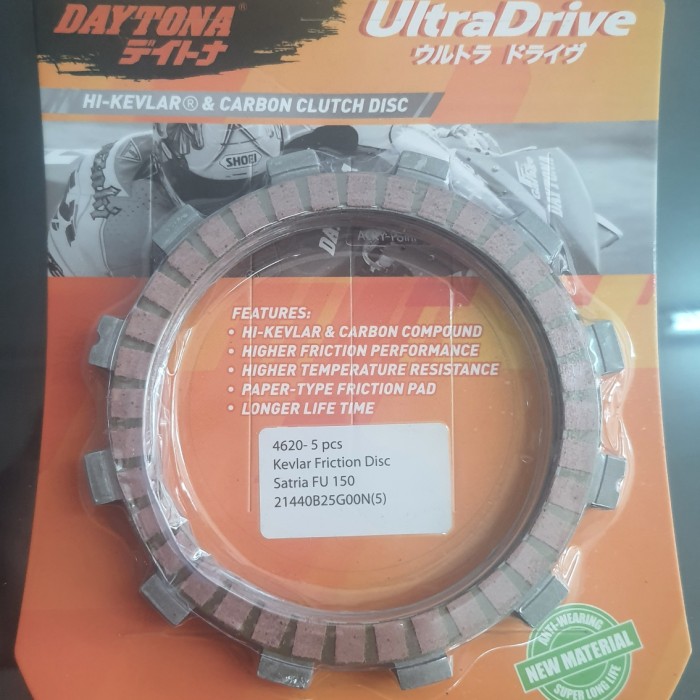 DAYTONA®
デイトナ
UltraDrive
ウルトラ ドライヴ
HI-KEVLAR® & CARBON CLUTCH DISC
SHOEI
DAYTONA
FEATURES:
• HI-KEVLAR & CARBON COMPOUND
• HIGHER FRICTION PERFORMANCE
• HIGHER TEMPERATURE RESISTANCE
• PAPER-TYPE FRICTION PAD
• LONGER LIFE TIME
4620- 5 pcs
Kevlar Friction Disc
Satria FU 150
21440B25G00N(5)
ANTI-WEARING
NEW MATERIAL
SUPER LONG LIFE